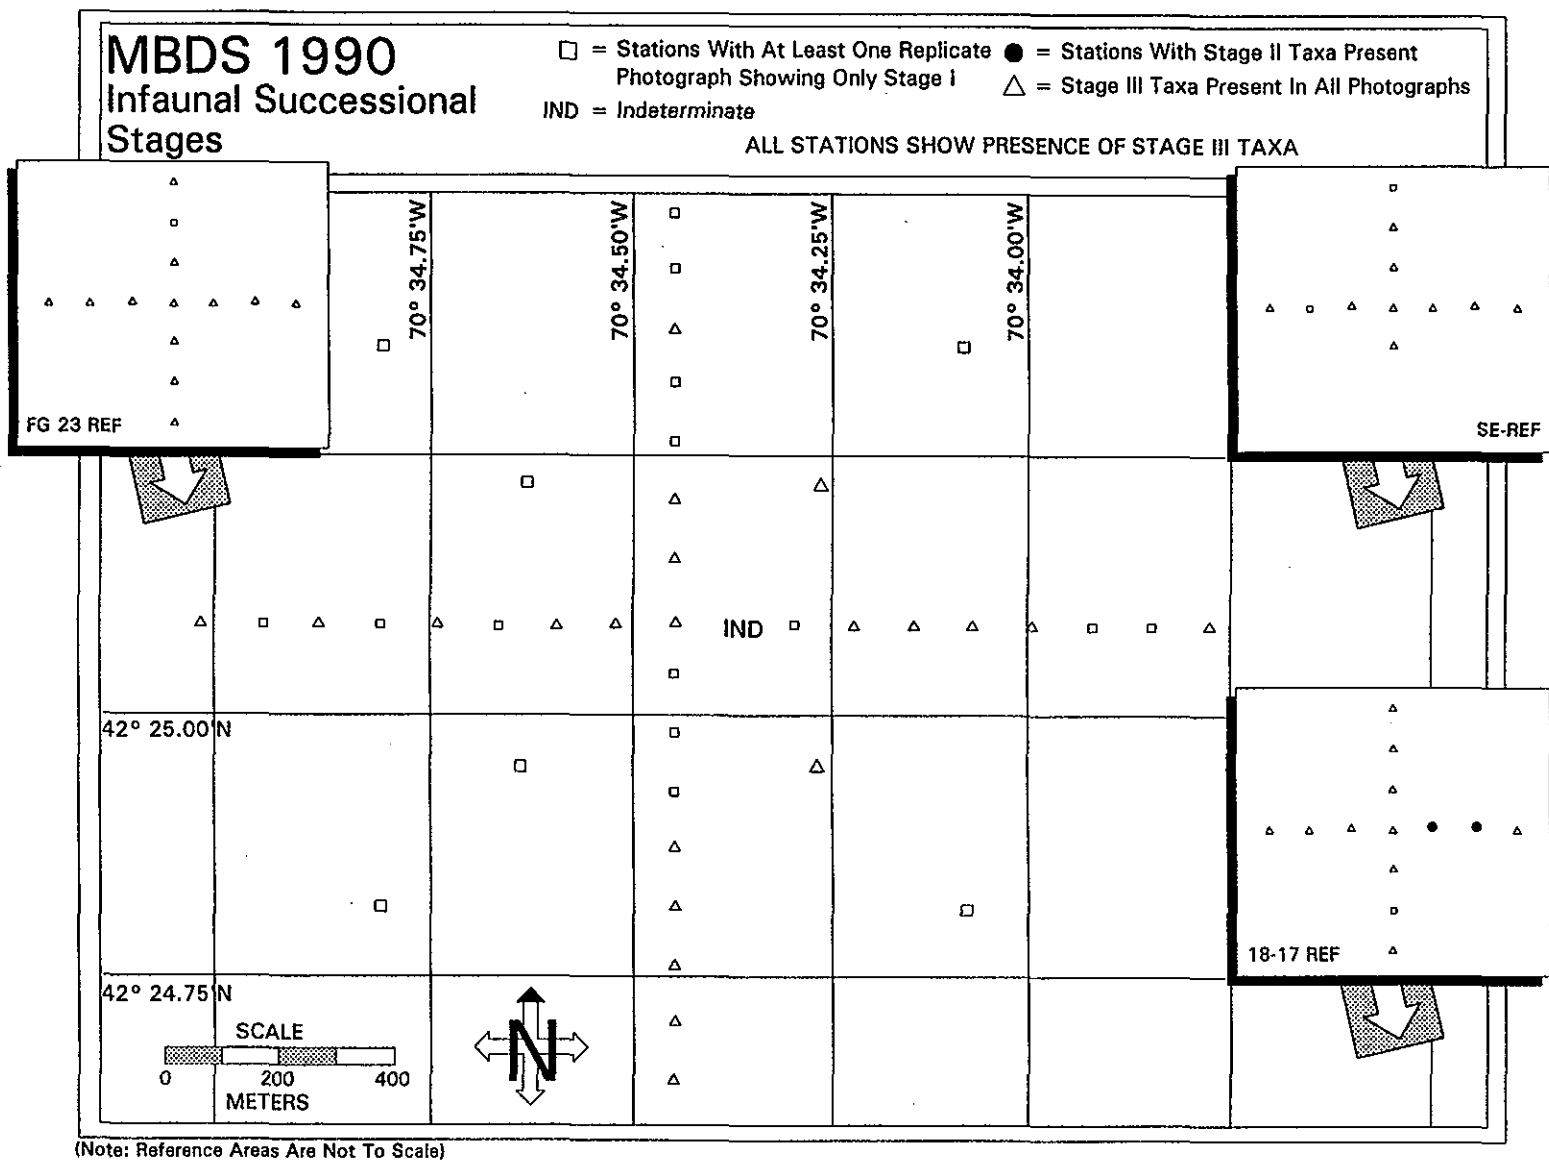 MBDS 1990
Infaunal Successional
Stages
□ = Stations With At Least One Replicate
Photograph Showing Only Stage I
IND = Indeterminate
● = Stations With Stage II Taxa Present
△ = Stage III Taxa Present In All Photographs
ALL STATIONS SHOW PRESENCE OF STAGE III TAXA
70° 34.75'W
70° 34.50'W
70° 34.25'W
70° 34.00'W
FG 23 REF
SE-REF
IND
42° 25.00'N
18-17 REF
42° 24.75'N
SCALE
0 200 400
METERS
N
(Note: Reference Areas Are Not To Scale)